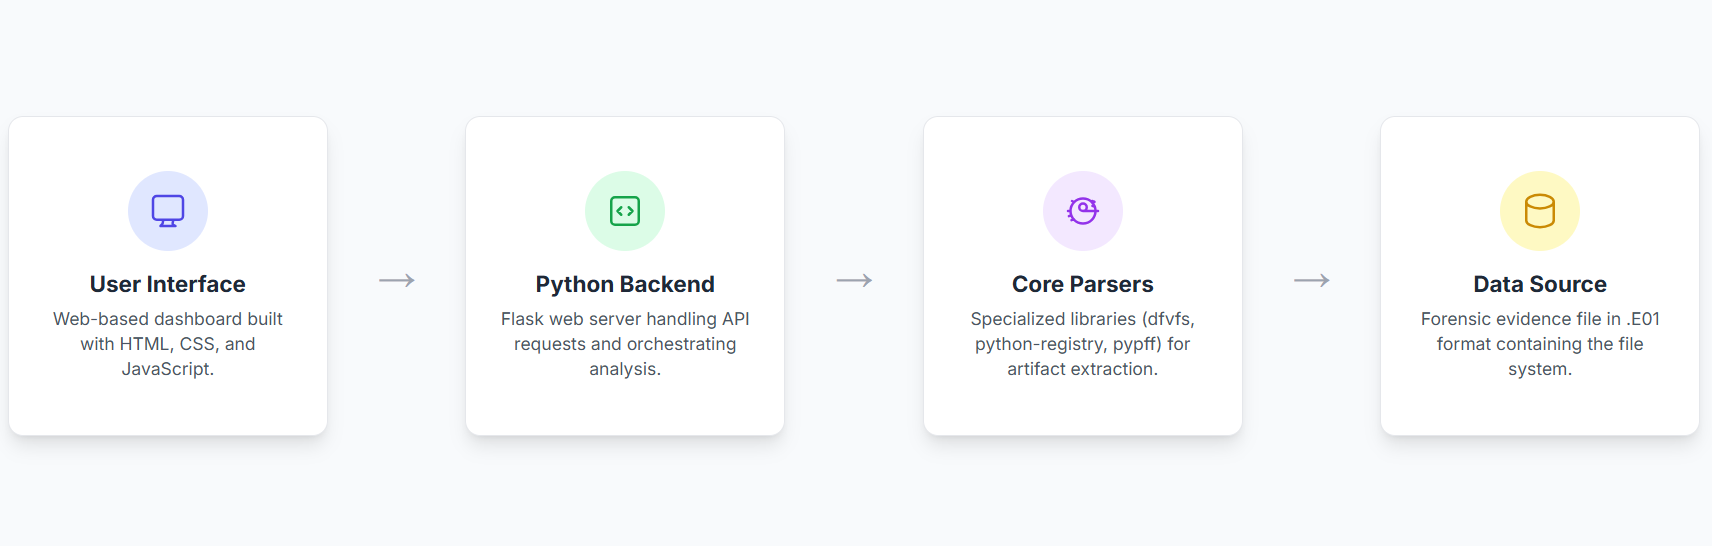 User Interface
Web-based dashboard built
with HTML, CSS, and
JavaScript.
→
Python Backend
Flask web server handling API
requests and orchestrating
analysis.
→
Core Parsers
Specialized libraries (dfvfs,
python-registry, pypff) for
artifact extraction.
→
Data Source
Forensic evidence file in .E01
format containing the file
system.